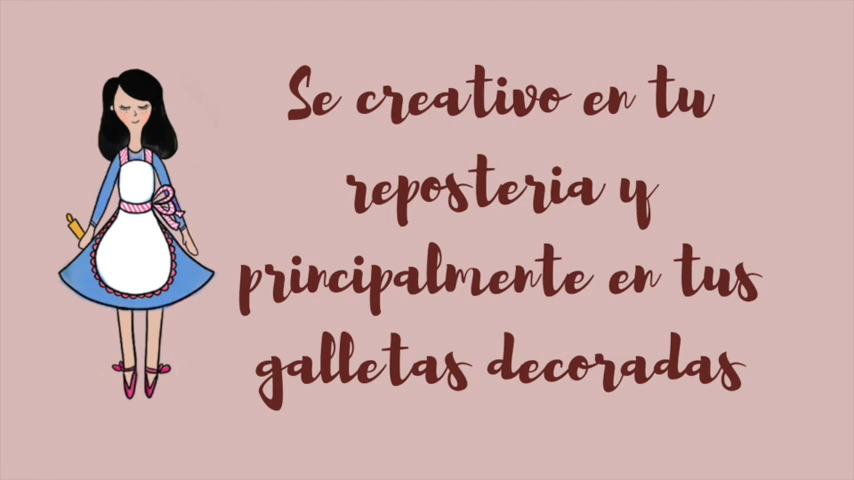 Se creativo en tu
reposteria y
principalmente en tus
galletas decoradas